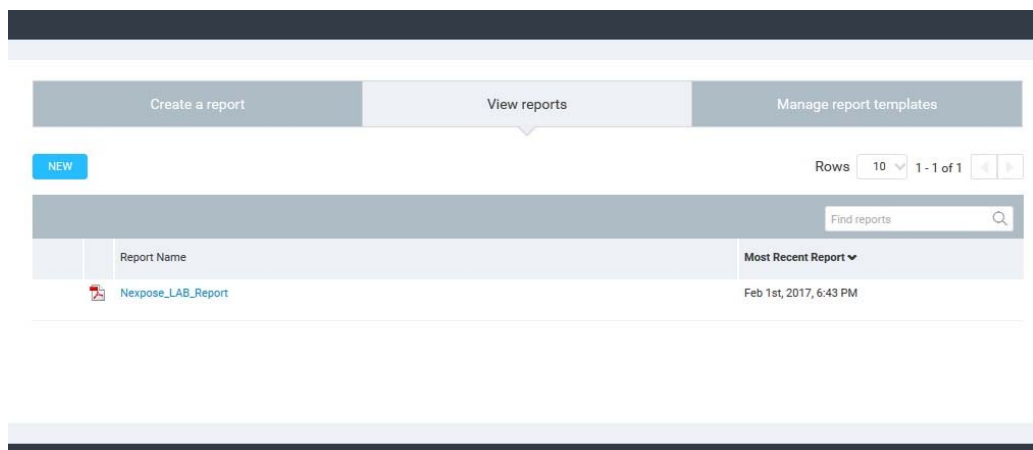 Create a report
View reports
Manage report templates
NEW
Rows 10 1 - 1 of 1
Find reports
Report Name
Most Recent Report
Nexpose_LAB_Report
Feb 1st, 2017, 6:43 PM